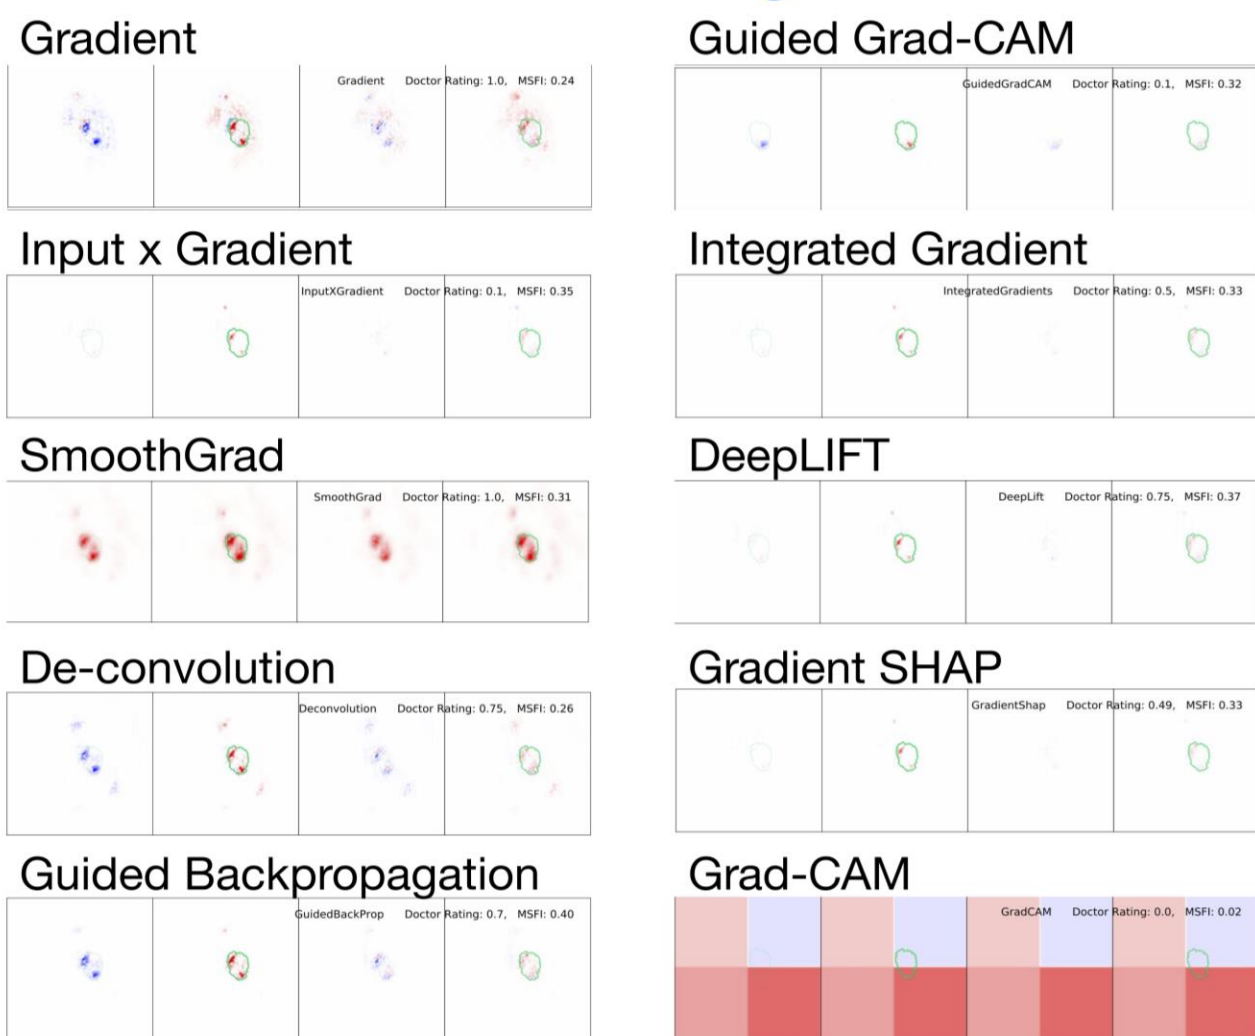 Gradient
Gradient Doctor Rating: 1.0, MSFI: 0.24
Input x Gradient
InputXGradient Doctor Rating: 0.1, MSFI: 0.35
SmoothGrad
SmoothGrad Doctor Rating: 1.0, MSFI: 0.31
De-convolution
Deconvolution Doctor Rating: 0.75, MSFI: 0.26
Guided Backpropagation
GuidedBackProp Doctor Rating: 0.7, MSFI: 0.40
Guided Grad-CAM
GuidedGradCAM Doctor Rating: 0.1, MSFI: 0.32
Integrated Gradient
IntegratedGradients Doctor Rating: 0.5, MSFI: 0.33
DeepLIFT
DeepLift Doctor Rating: 0.75, MSFI: 0.37
Gradient SHAP
GradientShap Doctor Rating: 0.49, MSFI: 0.33
Grad-CAM
GradCAM Doctor Rating: 0.0, MSFI: 0.02